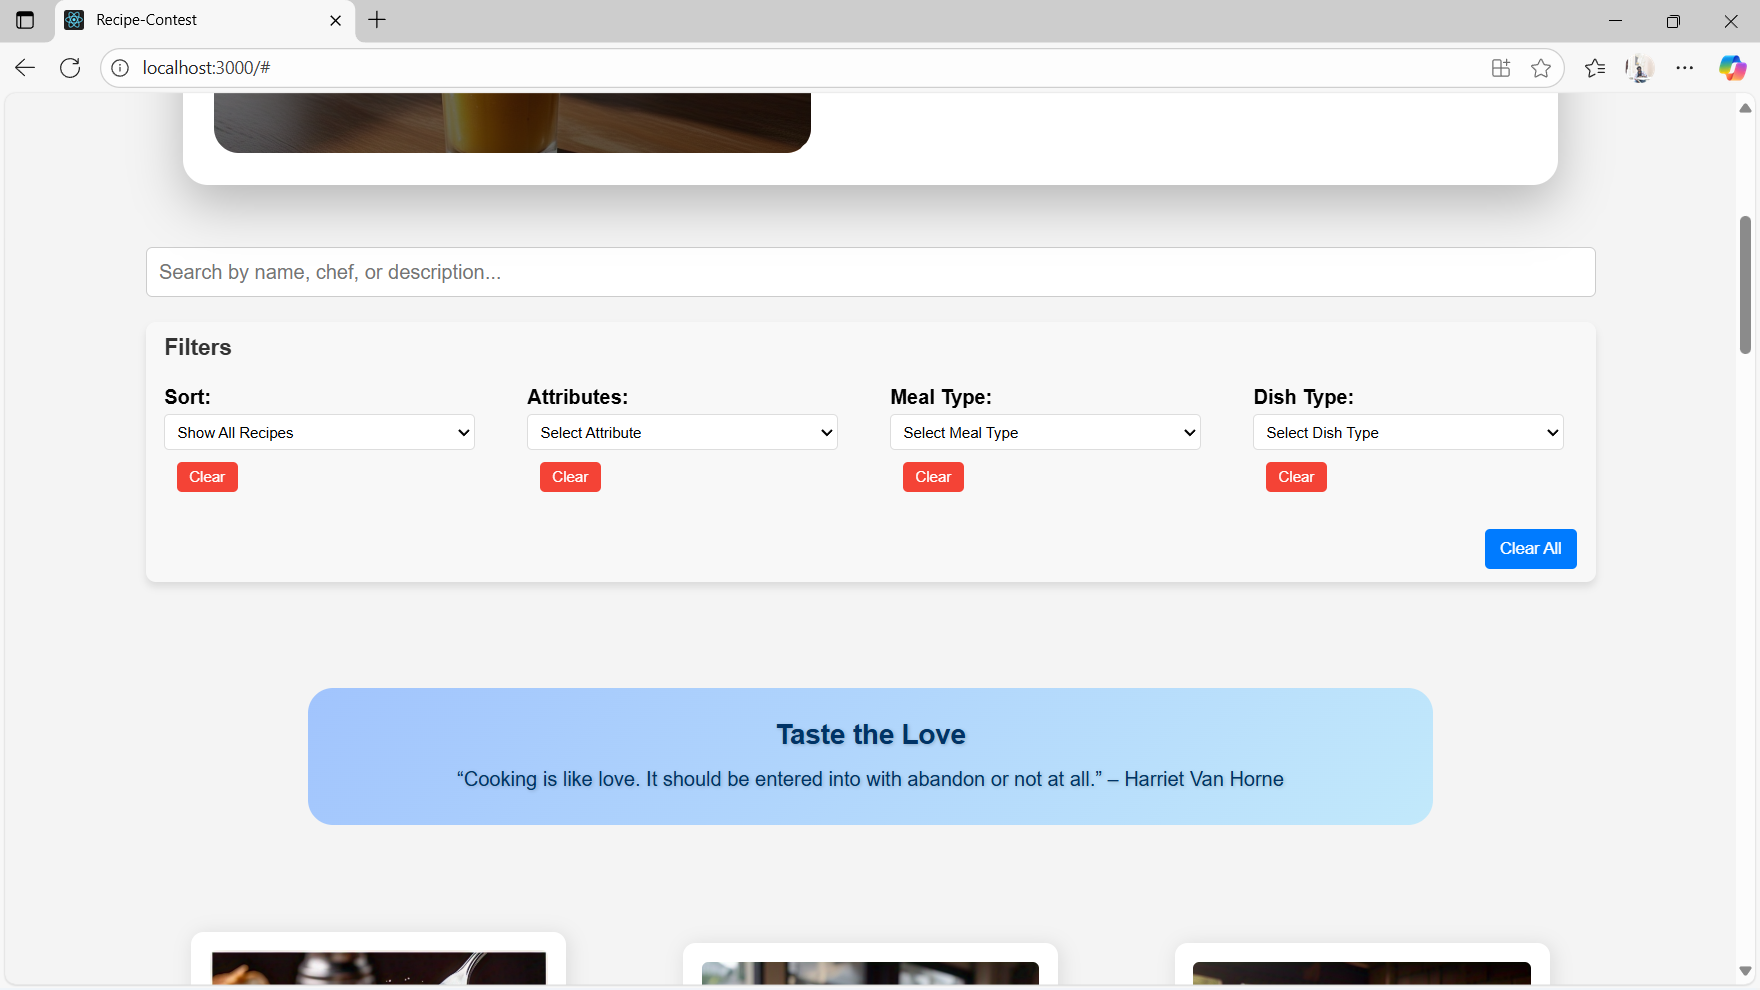 Recipe-Contest
localhost:3000/#
Search by name, chef, or description...
Filters
Sort: Attributes: Meal Type: Dish Type:
Show All Recipes Select Attribute Select Meal Type Select Dish Type
Clear Clear Clear Clear
Clear All
Taste the Love
“Cooking is like love. It should be entered into with abandon or not at all.” – Harriet Van Horne